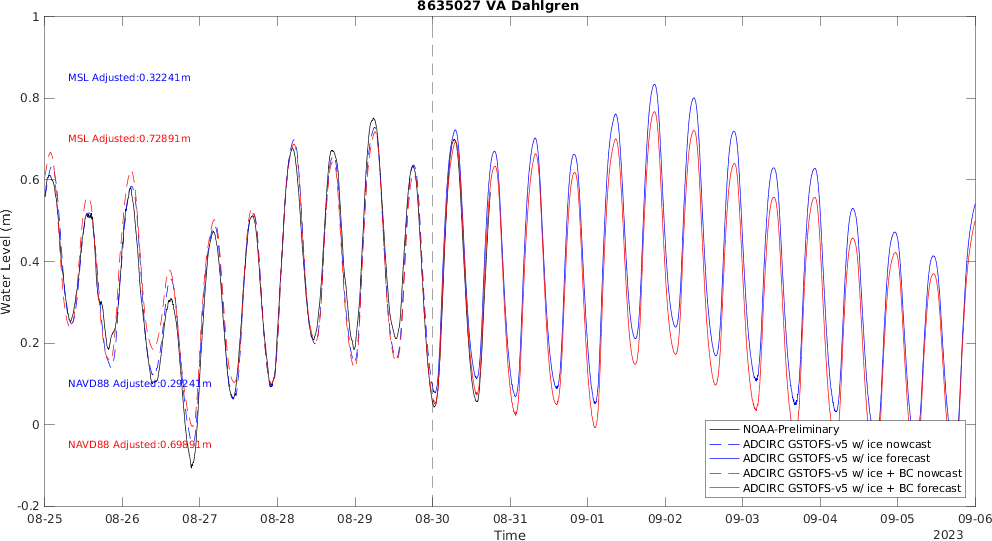 8635027 VA Dahlgren
1
0.8
0.6
0.4
0.2
0
-0.2
Water Level (m)
MSL Adjusted:0.32241m
MSL Adjusted:0.72891m
NAVD88 Adjusted:0.29241m
NAVD88 Adjusted:0.69891m
NOAA-Preliminary
ADCIRC GSTOFS-v5 w/ ice nowcast
ADCIRC GSTOFS-v5 w/ ice forecast
ADCIRC GSTOFS-v5 w/ ice + BC nowcast
ADCIRC GSTOFS-v5 w/ ice + BC forecast
08-25 08-26 08-27 08-28 08-29 08-30 08-31 09-01 09-02 09-03 09-04 09-05 09-06
Time
2023